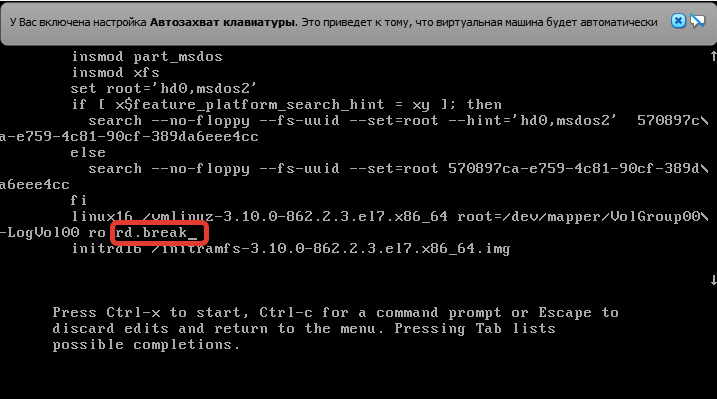 У Вас включена настройка Автозахват клавиатуры. Это приведет к тому, что виртуальная машина будет автоматически
insmod part_msdos
insmod xfs
set root='hd0,msdos2'
if [ x$feature_platform_search_hint = xy ]; then
search --no-floppy --fs-uuid --set=root --hint='hd0,msdos2' 570897c\
a-e759-4c81-90cf-389da6eee4cc
else
search --no-floppy --fs-uuid --set=root 570897ca-e759-4c81-90cf-389d\
a6eee4cc
fi
linux16 /vmlinuz-3.10.0-862.2.3.el7.x86_64 root=/dev/mapper/VolGroup00\
-LogVol00 ro rd.break_
initrd16 /initramfs-3.10.0-862.2.3.el7.x86_64.img
Press Ctrl-x to start, Ctrl-c for a command prompt or Escape to
discard edits and return to the menu. Pressing Tab lists
possible completions.